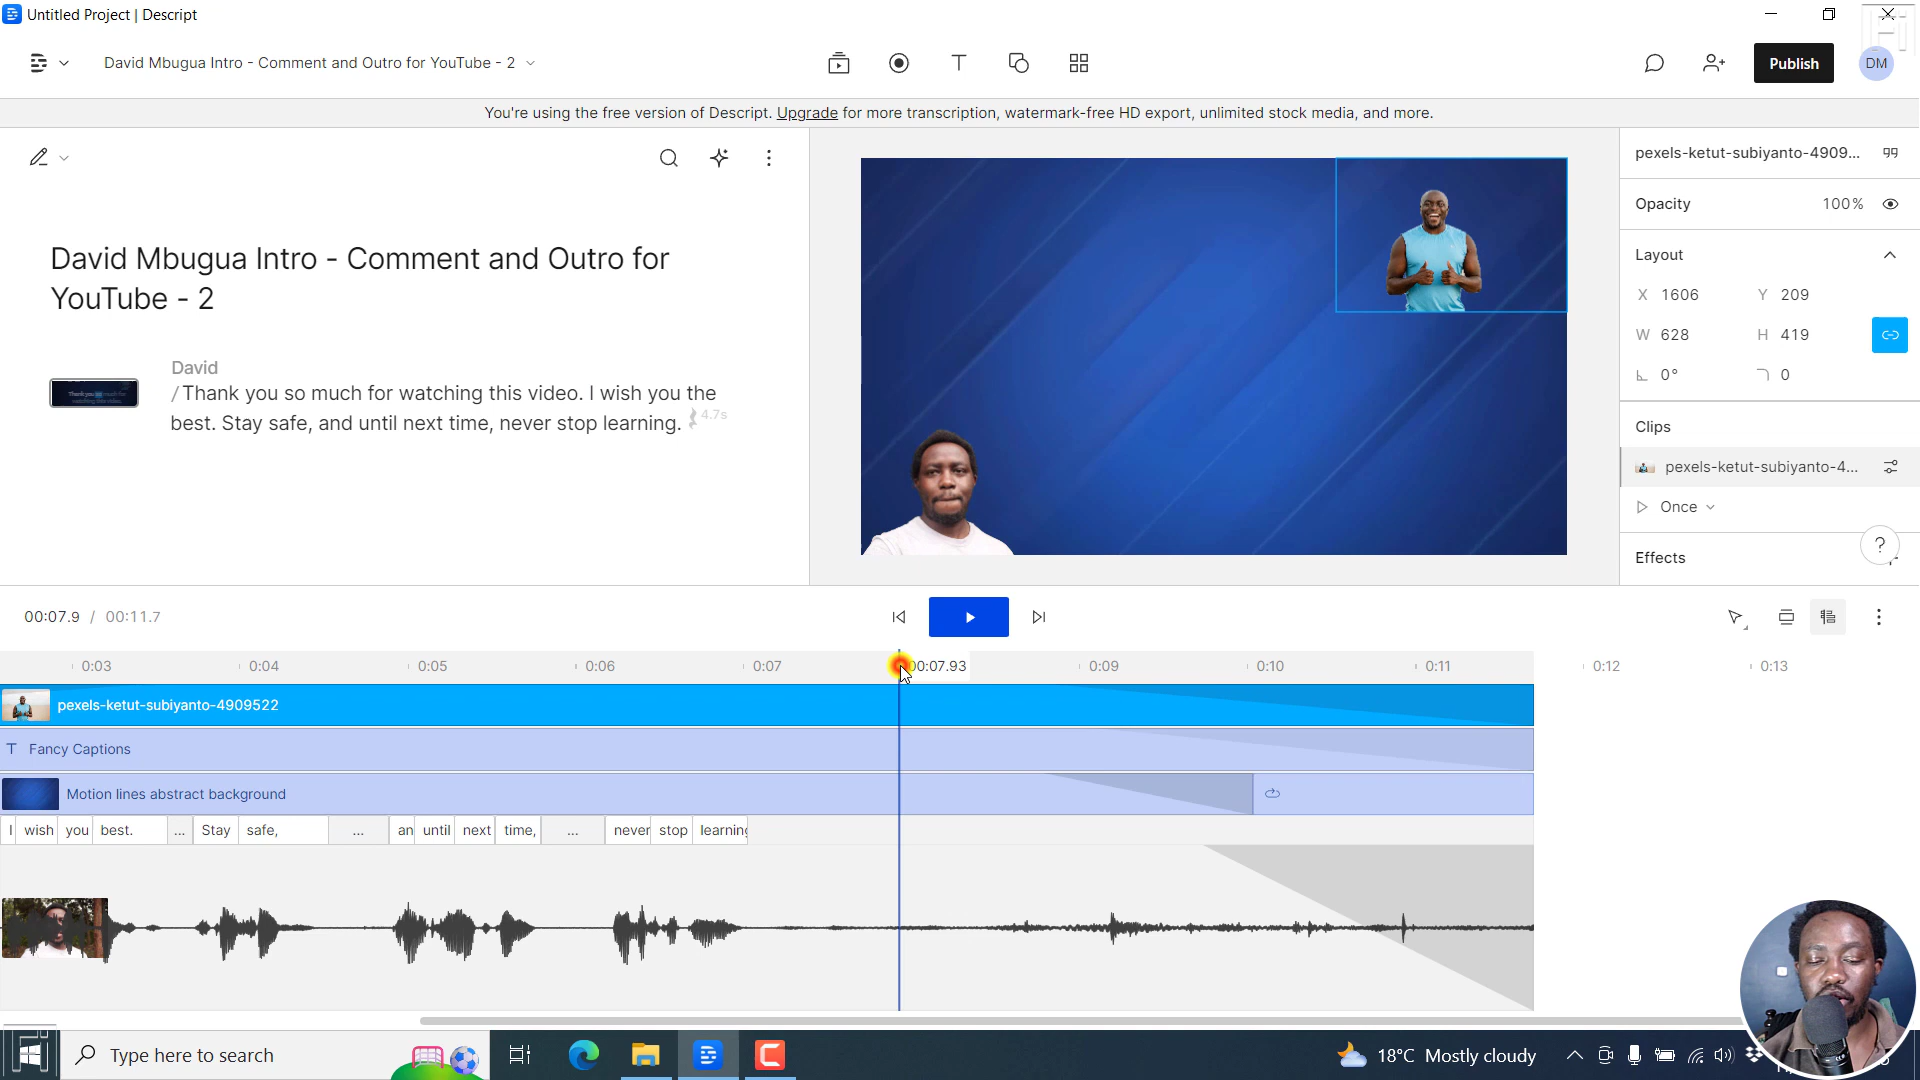 Untitled Project | Descript
David Mbugua Intro - Comment and Outro for YouTube - 2
Publish
DM
You're using the free version of Descript. Upgrade for more transcription, watermark-free HD export, unlimited stock media, and more.
David Mbugua Intro - Comment and Outro for
YouTube - 2
David
/Thank you so much for watching this video. I wish you the
best. Stay safe, and until next time, never stop learning. 4.7s
pexels-ketut-subiyanto-4909...
Opacity 100%
Layout
X 1606 Y 209
W 628 H 419
0° 0
Clips
pexels-ketut-subiyanto-4...
Once
Effects
?
00:07.9 / 00:11.7
0:03 0:04 0:05 0:06 0:07 00:07.93 0:09 0:10 0:11 0:12 0:13
pexels-ketut-subiyanto-4909522
T Fancy Captions
Motion lines abstract background
I wish you best. ... Stay safe, ... an until next time, ... never stop learning
Type here to search
18°C Mostly cloudy